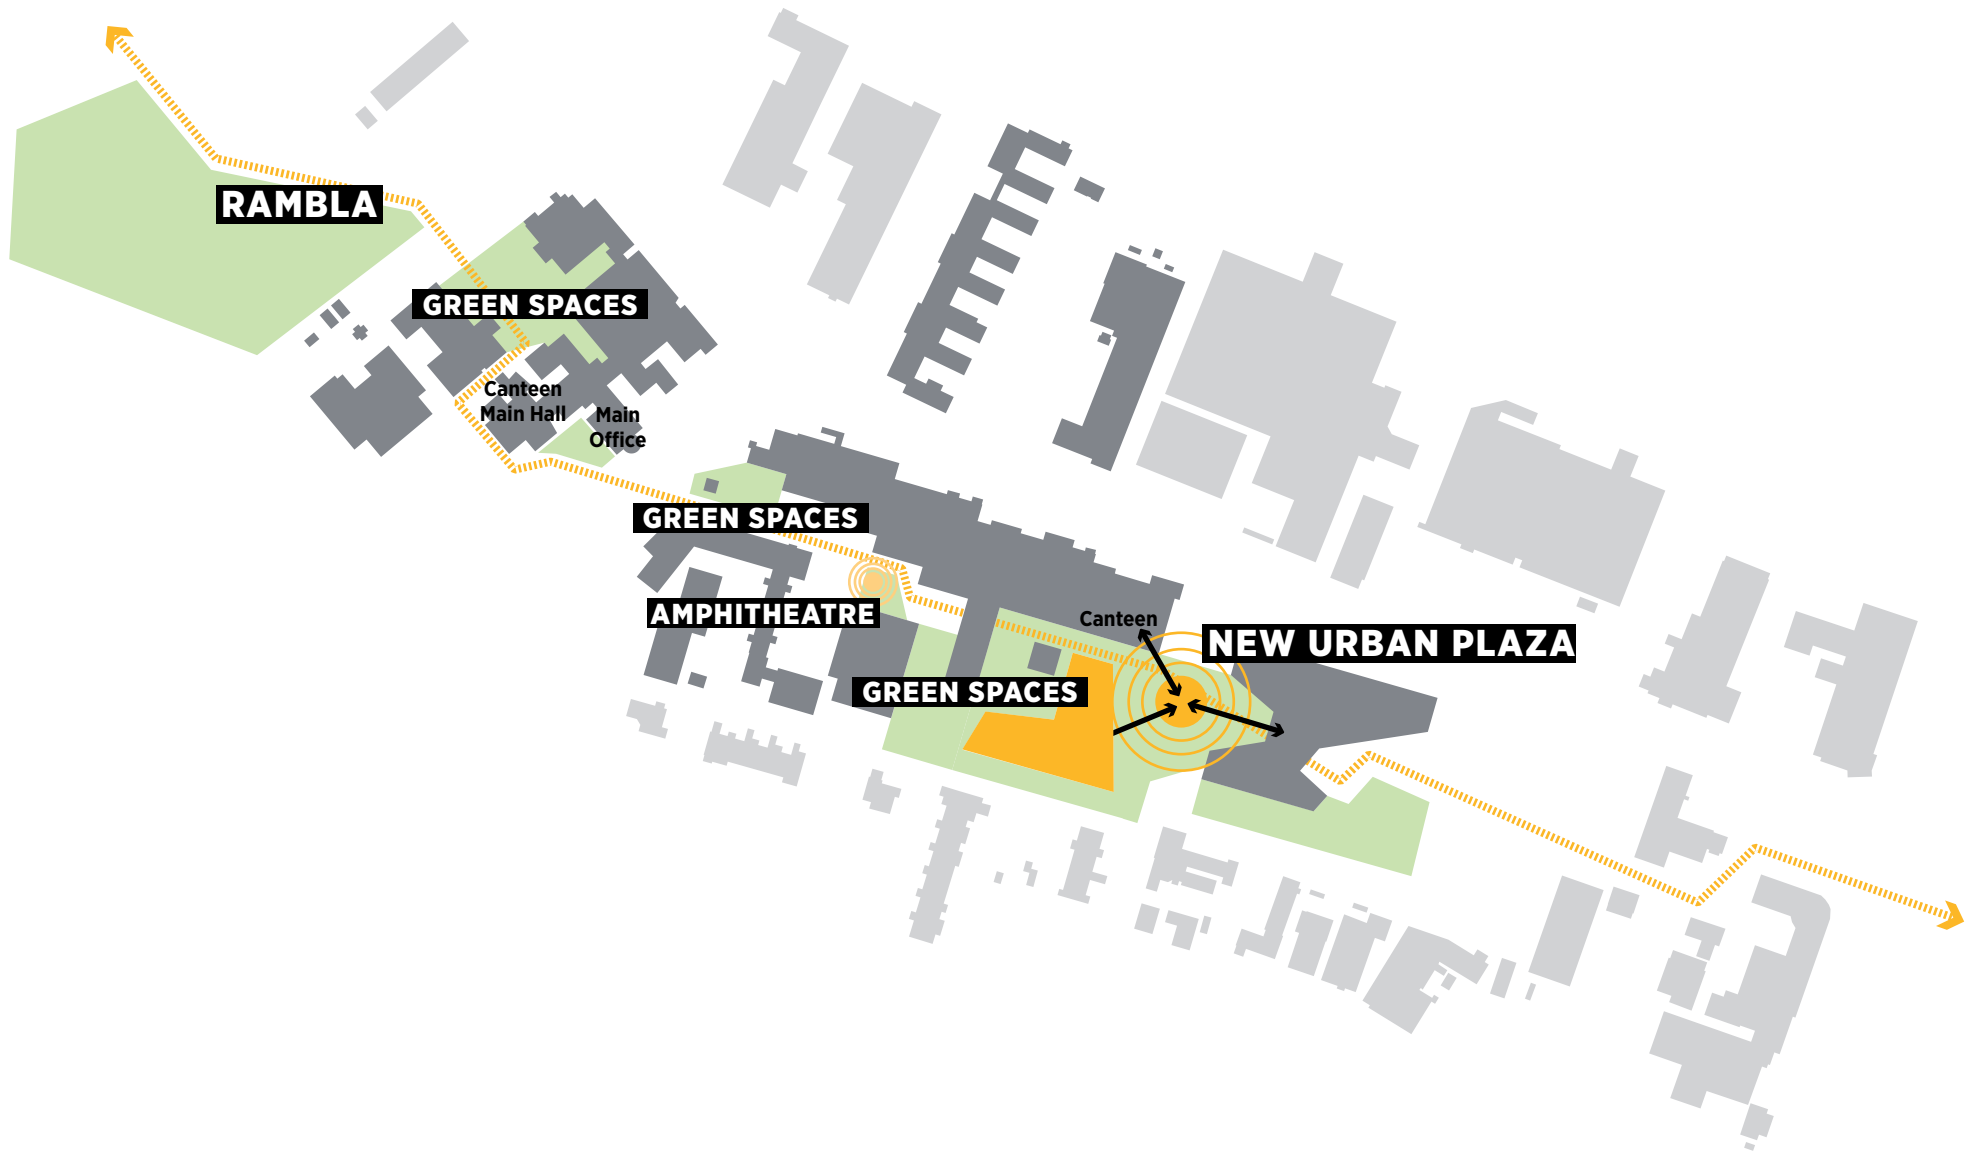 RAMBLA
GREEN SPACES
Canteen
Main Hall
Main
Office
GREEN SPACES
AMPHITHEATRE
Canteen
NEW URBAN PLAZA
GREEN SPACES